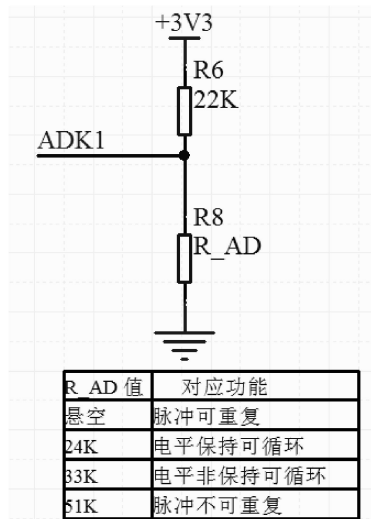 +3V3
R6
22K
ADK1
R8
R_AD
R_AD 值 对应功能
悬空 脉冲可重复
24K 电平保持可循环
33K 电平非保持可循环
51K 脉冲不可重复